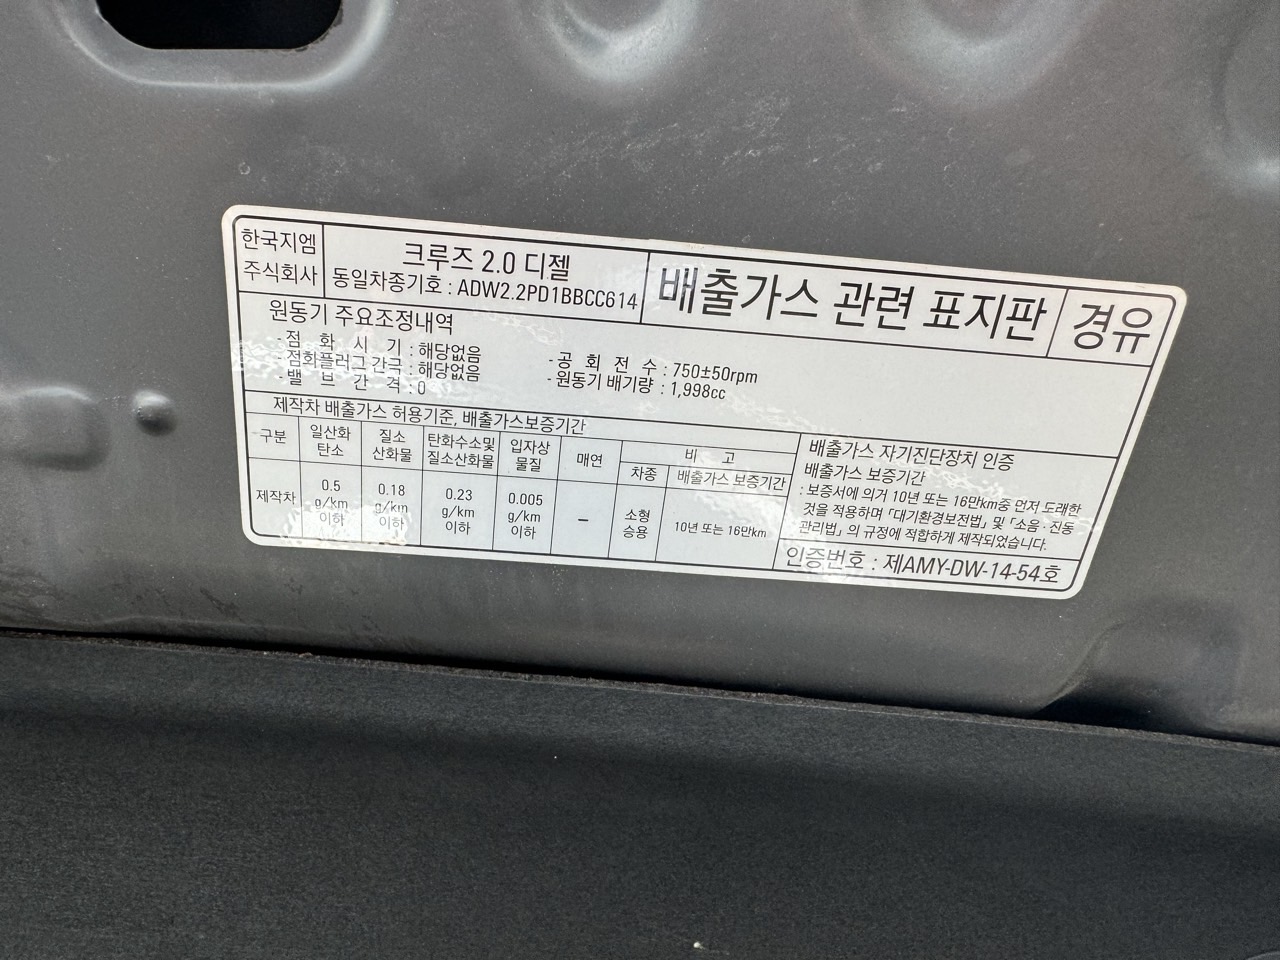 한국지엠
주식회사
크루즈 2.0 디젤
동일차종기호 : ADW2.2PD1BBCC614
배출가스 관련 표지판
경유
원동기 주요조정내역
- 점 화 시 기 : 해당없음
- 점화플러그 간극 : 해당없음
- 밸 브 간 격 : 0
- 공 회 전 수 : 750±50rpm
- 원동기 배기량 : 1,998cc
제작차 배출가스 허용기준, 배출가스보증기간
구분 일산화탄소 질소산화물 탄화수소및질소산화물 입자상물질 매연 비 고
차종 배출가스 보증기간
제작차 0.5 g/km 이하 0.18 g/km 이하 0.23 g/km 이하 0.005 g/km 이하 – 소형승용 10년 또는 16만km
배출가스 자기진단장치 인증
배출가스 보증기간
: 보증서에 의거 10년 또는 16만km중 먼저 도래한
것을 적용하며 「대기환경보전법」 및 「소음·진동
관리법」의 규정에 적합하게 제작되었습니다.
인증번호 : 제AMY-DW-14-54호